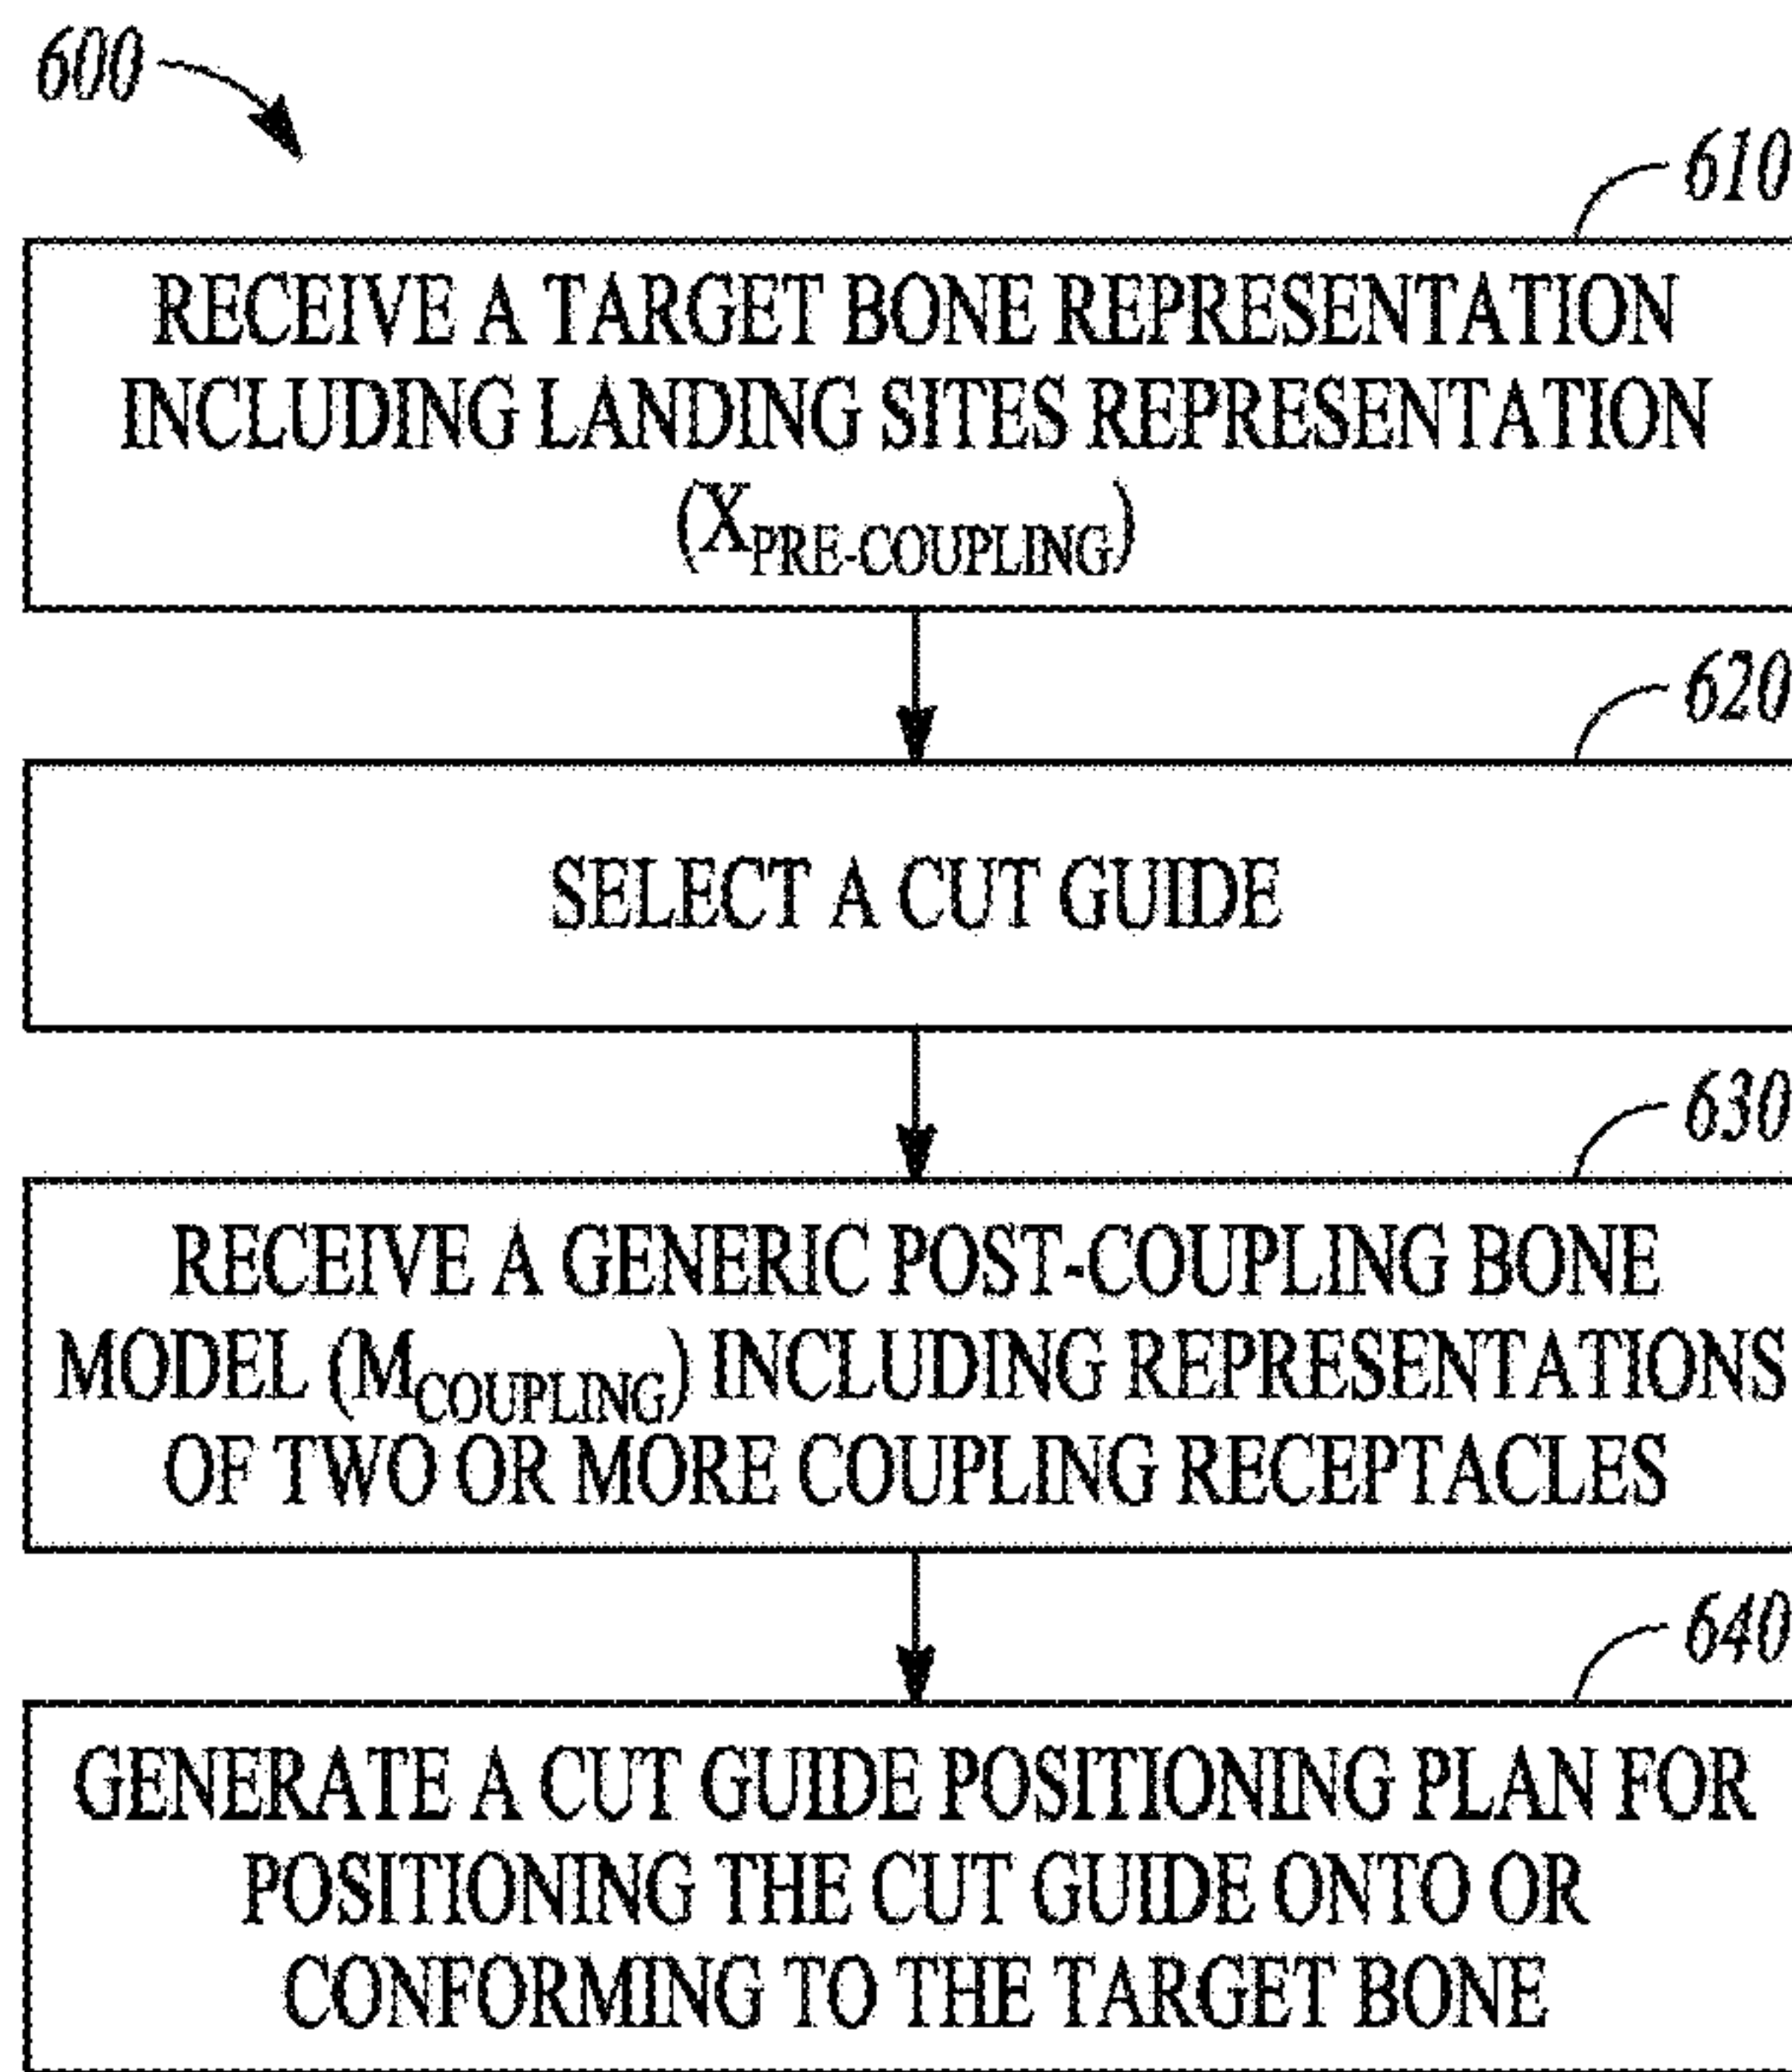 600
610
RECEIVE A TARGET BONE REPRESENTATION
INCLUDING LANDING SITES REPRESENTATION
(X_PRE-COUPLING)
620
SELECT A CUT GUIDE
630
RECEIVE A GENERIC POST-COUPLING BONE
MODEL (M_COUPLING) INCLUDING REPRESENTATIONS
OF TWO OR MORE COUPLING RECEPTACLES
640
GENERATE A CUT GUIDE POSITIONING PLAN FOR
POSITIONING THE CUT GUIDE ONTO OR
CONFORMING TO THE TARGET BONE